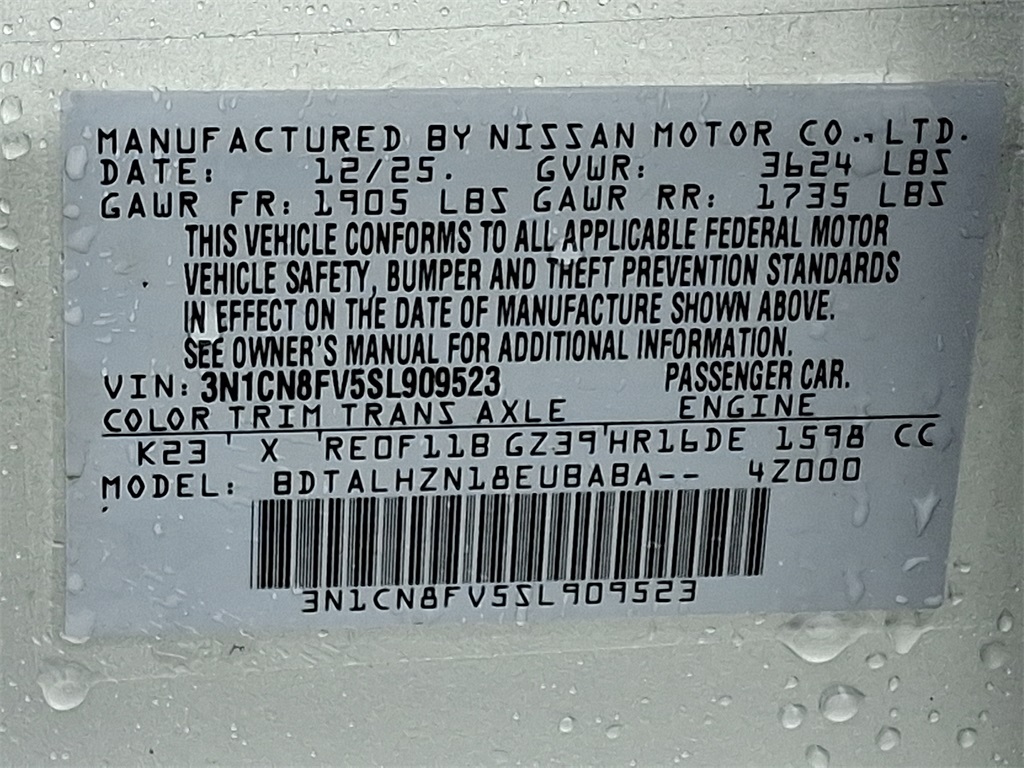 MANUFACTURED BY NISSAN MOTOR CO.,LTD.
DATE: 12/25. GVWR: 3624 LBS
GAWR FR: 1905 LBS GAWR RR: 1735 LBS
THIS VEHICLE CONFORMS TO ALL APPLICABLE FEDERAL MOTOR
VEHICLE SAFETY, BUMPER AND THEFT PREVENTION STANDARDS
IN EFFECT ON THE DATE OF MANUFACTURE SHOWN ABOVE.
SEE OWNER'S MANUAL FOR ADDITIONAL INFORMATION.
VIN: 3N1CN8FV5SL909523 PASSENGER CAR.
COLOR TRIM TRANS AXLE ENGINE
K23 ' X 'RE0F11B GZ39'HR16DE 1598 CC
MODEL: BDTALHZN18EUBABA-- 4Z000
3N1CN8FV5SL909523